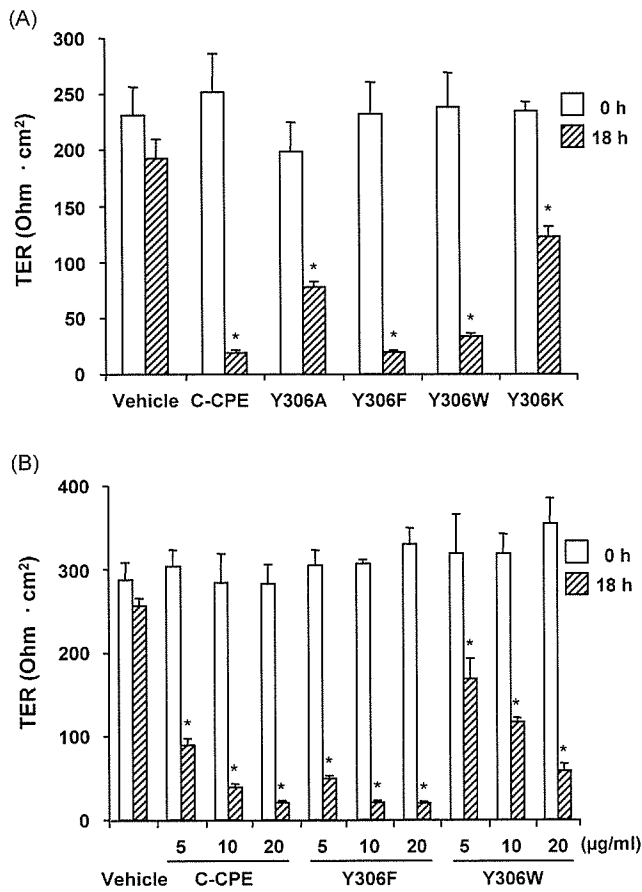 (A)
300
250
200
150
100
50
0
TER (Ohm · cm²)
0 h
18 h
*
*
*
*
*
Vehicle C-CPE Y306A Y306F Y306W Y306K
(B)
400
300
200
100
0
TER (Ohm · cm²)
0 h
18 h
*
*
*
*
*
*
*
*
*
5 10 20 5 10 20 5 10 20 (µg/ml)
Vehicle C-CPE Y306F Y306W